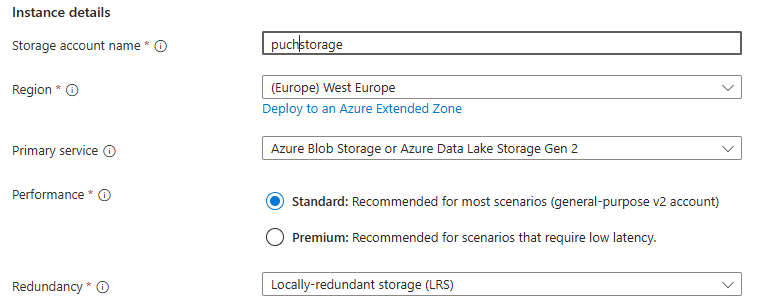 Instance details
Storage account name * puchstorage
Region * (Europe) West Europe
Deploy to an Azure Extended Zone
Primary service Azure Blob Storage or Azure Data Lake Storage Gen 2
Performance * Standard: Recommended for most scenarios (general-purpose v2 account)
Premium: Recommended for scenarios that require low latency.
Redundancy * Locally-redundant storage (LRS)